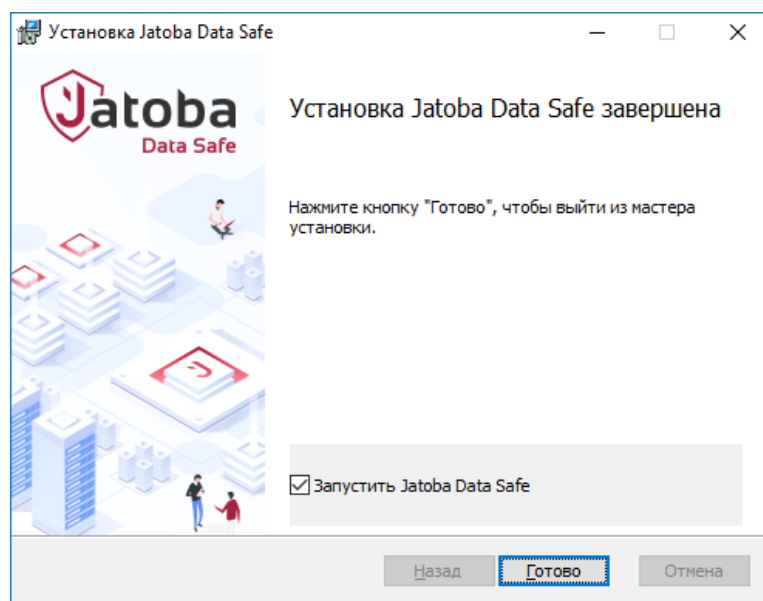 Установка Jatoba Data Safe
Jatoba
Data Safe
Установка Jatoba Data Safe завершена
Нажмите кнопку "Готово", чтобы выйти из мастера
установки.
Запустить Jatoba Data Safe
Назад
Готово
Отмена